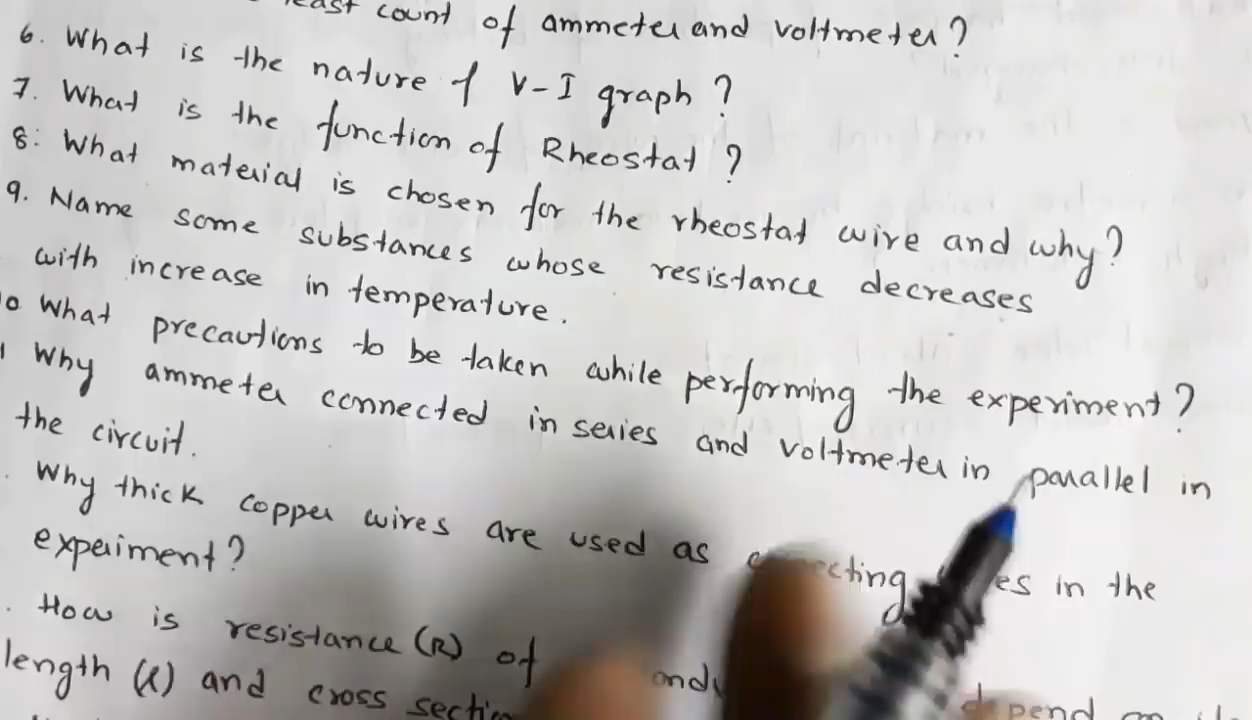 least count of ammeter and voltmeter?
6. What is the nature of V-I graph?
7. What is the function of Rheostat?
8. What material is chosen for the rheostat wire and why?
9. Name some substances whose resistance decreases
with increase in temperature.
0 What precautions to be taken while performing the experiment?
Why ammeter connected in series and voltmeter in parallel in
the circuit.
Why thick copper wires are used as in the
experiment?
How is resistance (R) of depend on
length (l) and cross